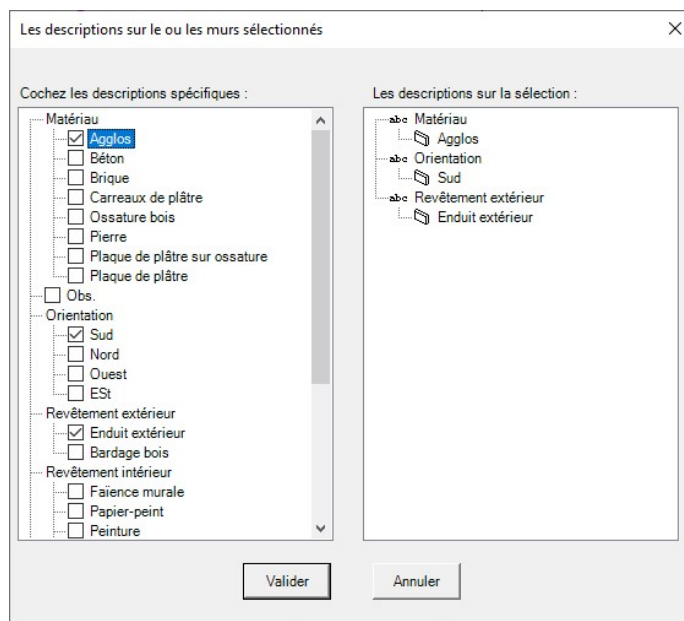 Les descriptions sur le ou les murs sélectionnés
Cochez les descriptions spécifiques :
Matériau
Agglos
Béton
Brique
Carreaux de plâtre
Ossature bois
Pierre
Plaque de plâtre sur ossature
Plaque de plâtre
Obs.
Orientation
Sud
Nord
Ouest
ESt
Revêtement extérieur
Enduit extérieur
Bardage bois
Revêtement intérieur
Faïence murale
Papier-peint
Peinture
Les descriptions sur la sélection :
abc Matériau
Agglos
abc Orientation
Sud
abc Revêtement extérieur
Enduit extérieur
Valider
Annuler